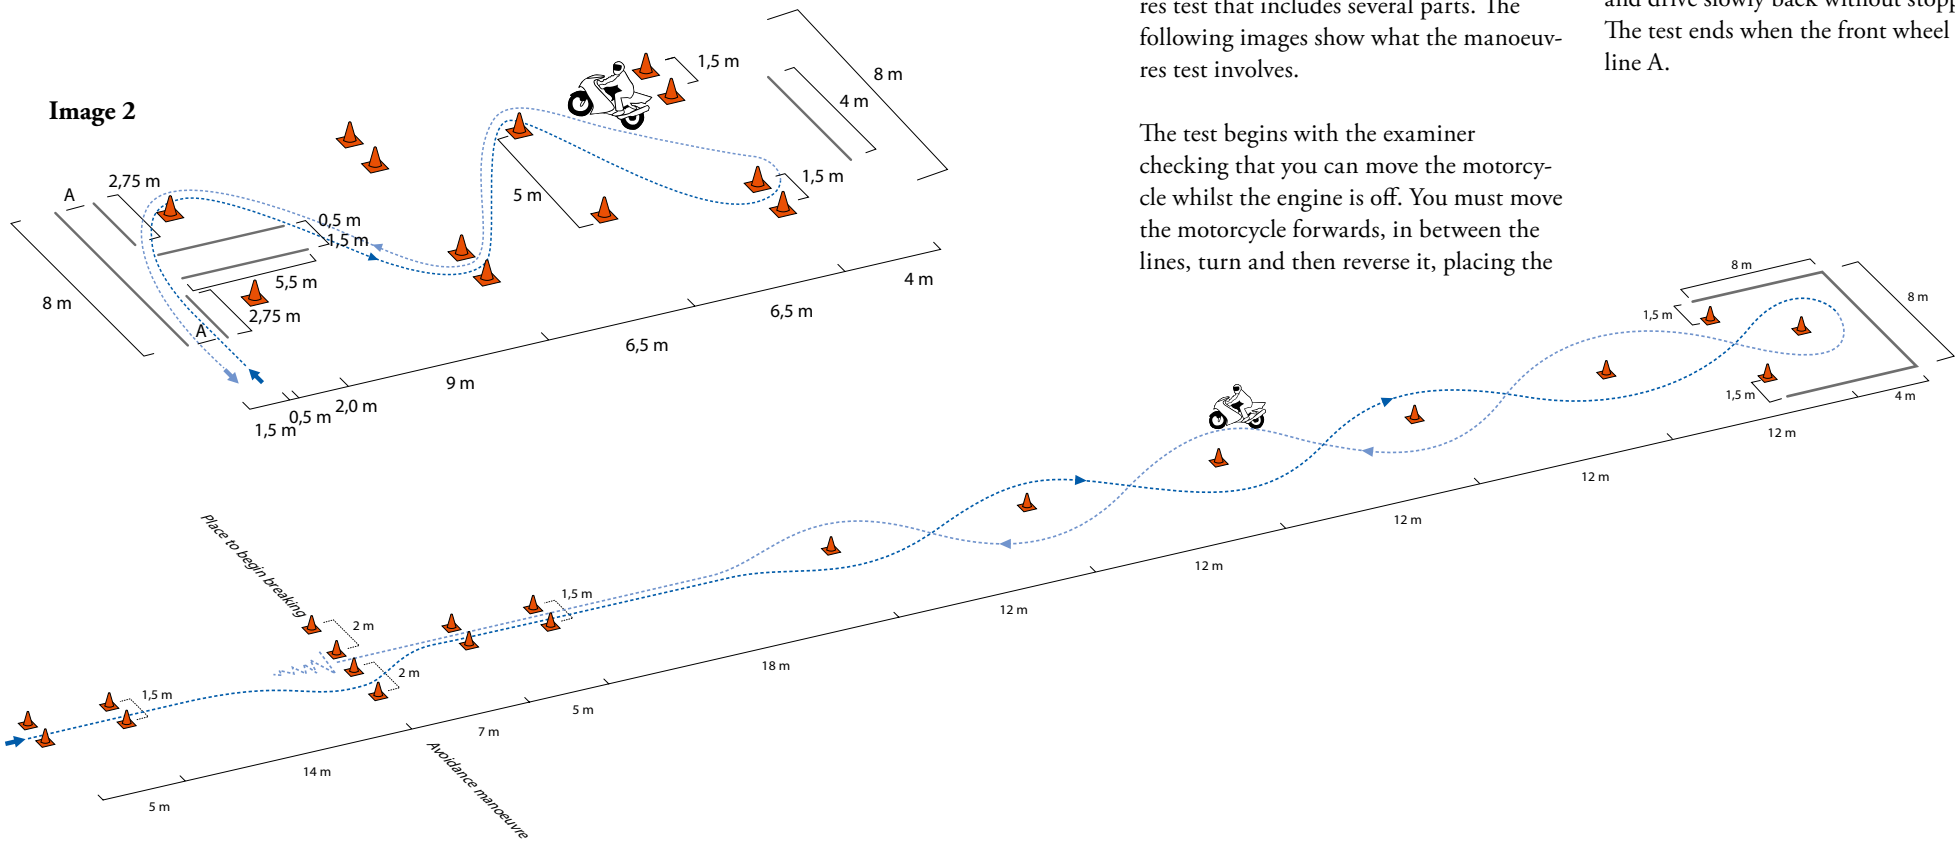 res test that includes several parts. The
following images show what the manoeuv-
res test involves.
The test begins with the examiner
checking that you can move the motorcy-
cle whilst the engine is off. You must move
the motorcycle forwards, in between the
lines, turn and then reverse it, placing the
and drive slowly back without stopp
The test ends when the front wheel
line A.
Image 2
1,5 m
8 m
4 m
1,5 m
5 m
A
2,75 m
0,5 m
1,5 m
5,5 m
8 m
2,75 m
A
4 m
6,5 m
6,5 m
9 m
2,0 m
0,5 m
1,5 m
8 m
8 m
1,5 m
1,5 m
4 m
12 m
12 m
12 m
12 m
12 m
18 m
5 m
7 m
14 m
5 m
Place to begin breaking
2 m
2 m
1,5 m
1,5 m
Avoidance manoeuvre